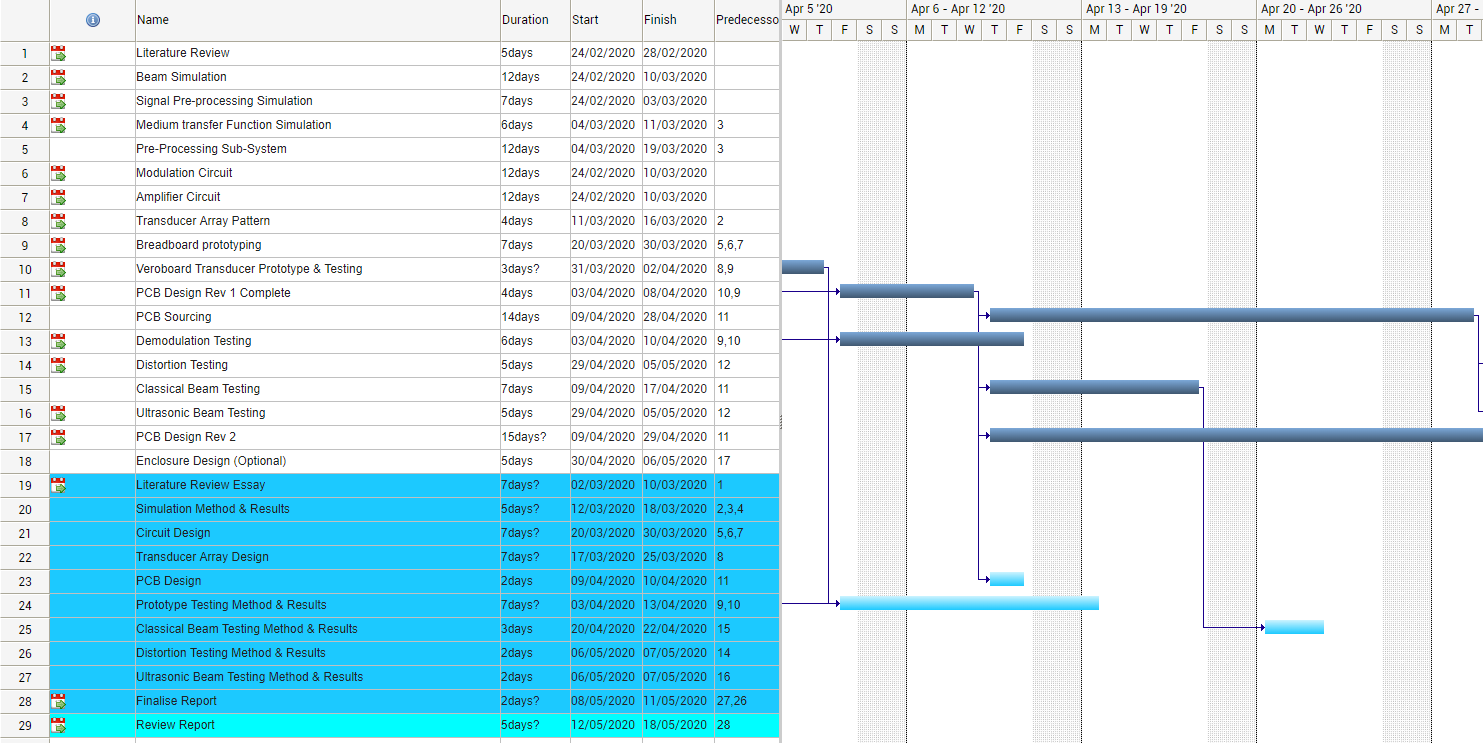 Name Duration Start Finish Predecesso
Apr 5 '20 Apr 6 - Apr 12 '20 Apr 13 - Apr 19 '20 Apr 20 - Apr 26 '20 Apr 27 -
W T F S S M T W T F S S M T W T F S S M T W T F S S M T
1 Literature Review 5days 24/02/2020 28/02/2020
2 Beam Simulation 12days 24/02/2020 10/03/2020
3 Signal Pre-processing Simulation 7days 24/02/2020 03/03/2020
4 Medium transfer Function Simulation 6days 04/03/2020 11/03/2020 3
5 Pre-Processing Sub-System 12days 04/03/2020 19/03/2020 3
6 Modulation Circuit 12days 24/02/2020 10/03/2020
7 Amplifier Circuit 12days 24/02/2020 10/03/2020
8 Transducer Array Pattern 4days 11/03/2020 16/03/2020 2
9 Breadboard prototyping 7days 20/03/2020 30/03/2020 5,6,7
10 Veroboard Transducer Prototype & Testing 3days? 31/03/2020 02/04/2020 8,9
11 PCB Design Rev 1 Complete 4days 03/04/2020 08/04/2020 10,9
12 PCB Sourcing 14days 09/04/2020 28/04/2020 11
13 Demodulation Testing 6days 03/04/2020 10/04/2020 9,10
14 Distortion Testing 5days 29/04/2020 05/05/2020 12
15 Classical Beam Testing 7days 09/04/2020 17/04/2020 11
16 Ultrasonic Beam Testing 5days 29/04/2020 05/05/2020 12
17 PCB Design Rev 2 15days? 09/04/2020 29/04/2020 11
18 Enclosure Design (Optional) 5days 30/04/2020 06/05/2020 17
19 Literature Review Essay 7days? 02/03/2020 10/03/2020 1
20 Simulation Method & Results 5days? 12/03/2020 18/03/2020 2,3,4
21 Circuit Design 7days? 20/03/2020 30/03/2020 5,6,7
22 Transducer Array Design 7days? 17/03/2020 25/03/2020 8
23 PCB Design 2days 09/04/2020 10/04/2020 11
24 Prototype Testing Method & Results 7days? 03/04/2020 13/04/2020 9,10
25 Classical Beam Testing Method & Results 3days 20/04/2020 22/04/2020 15
26 Distortion Testing Method & Results 2days 06/05/2020 07/05/2020 14
27 Ultrasonic Beam Testing Method & Results 2days 06/05/2020 07/05/2020 16
28 Finalise Report 2days? 08/05/2020 11/05/2020 27,26
29 Review Report 5days? 12/05/2020 18/05/2020 28